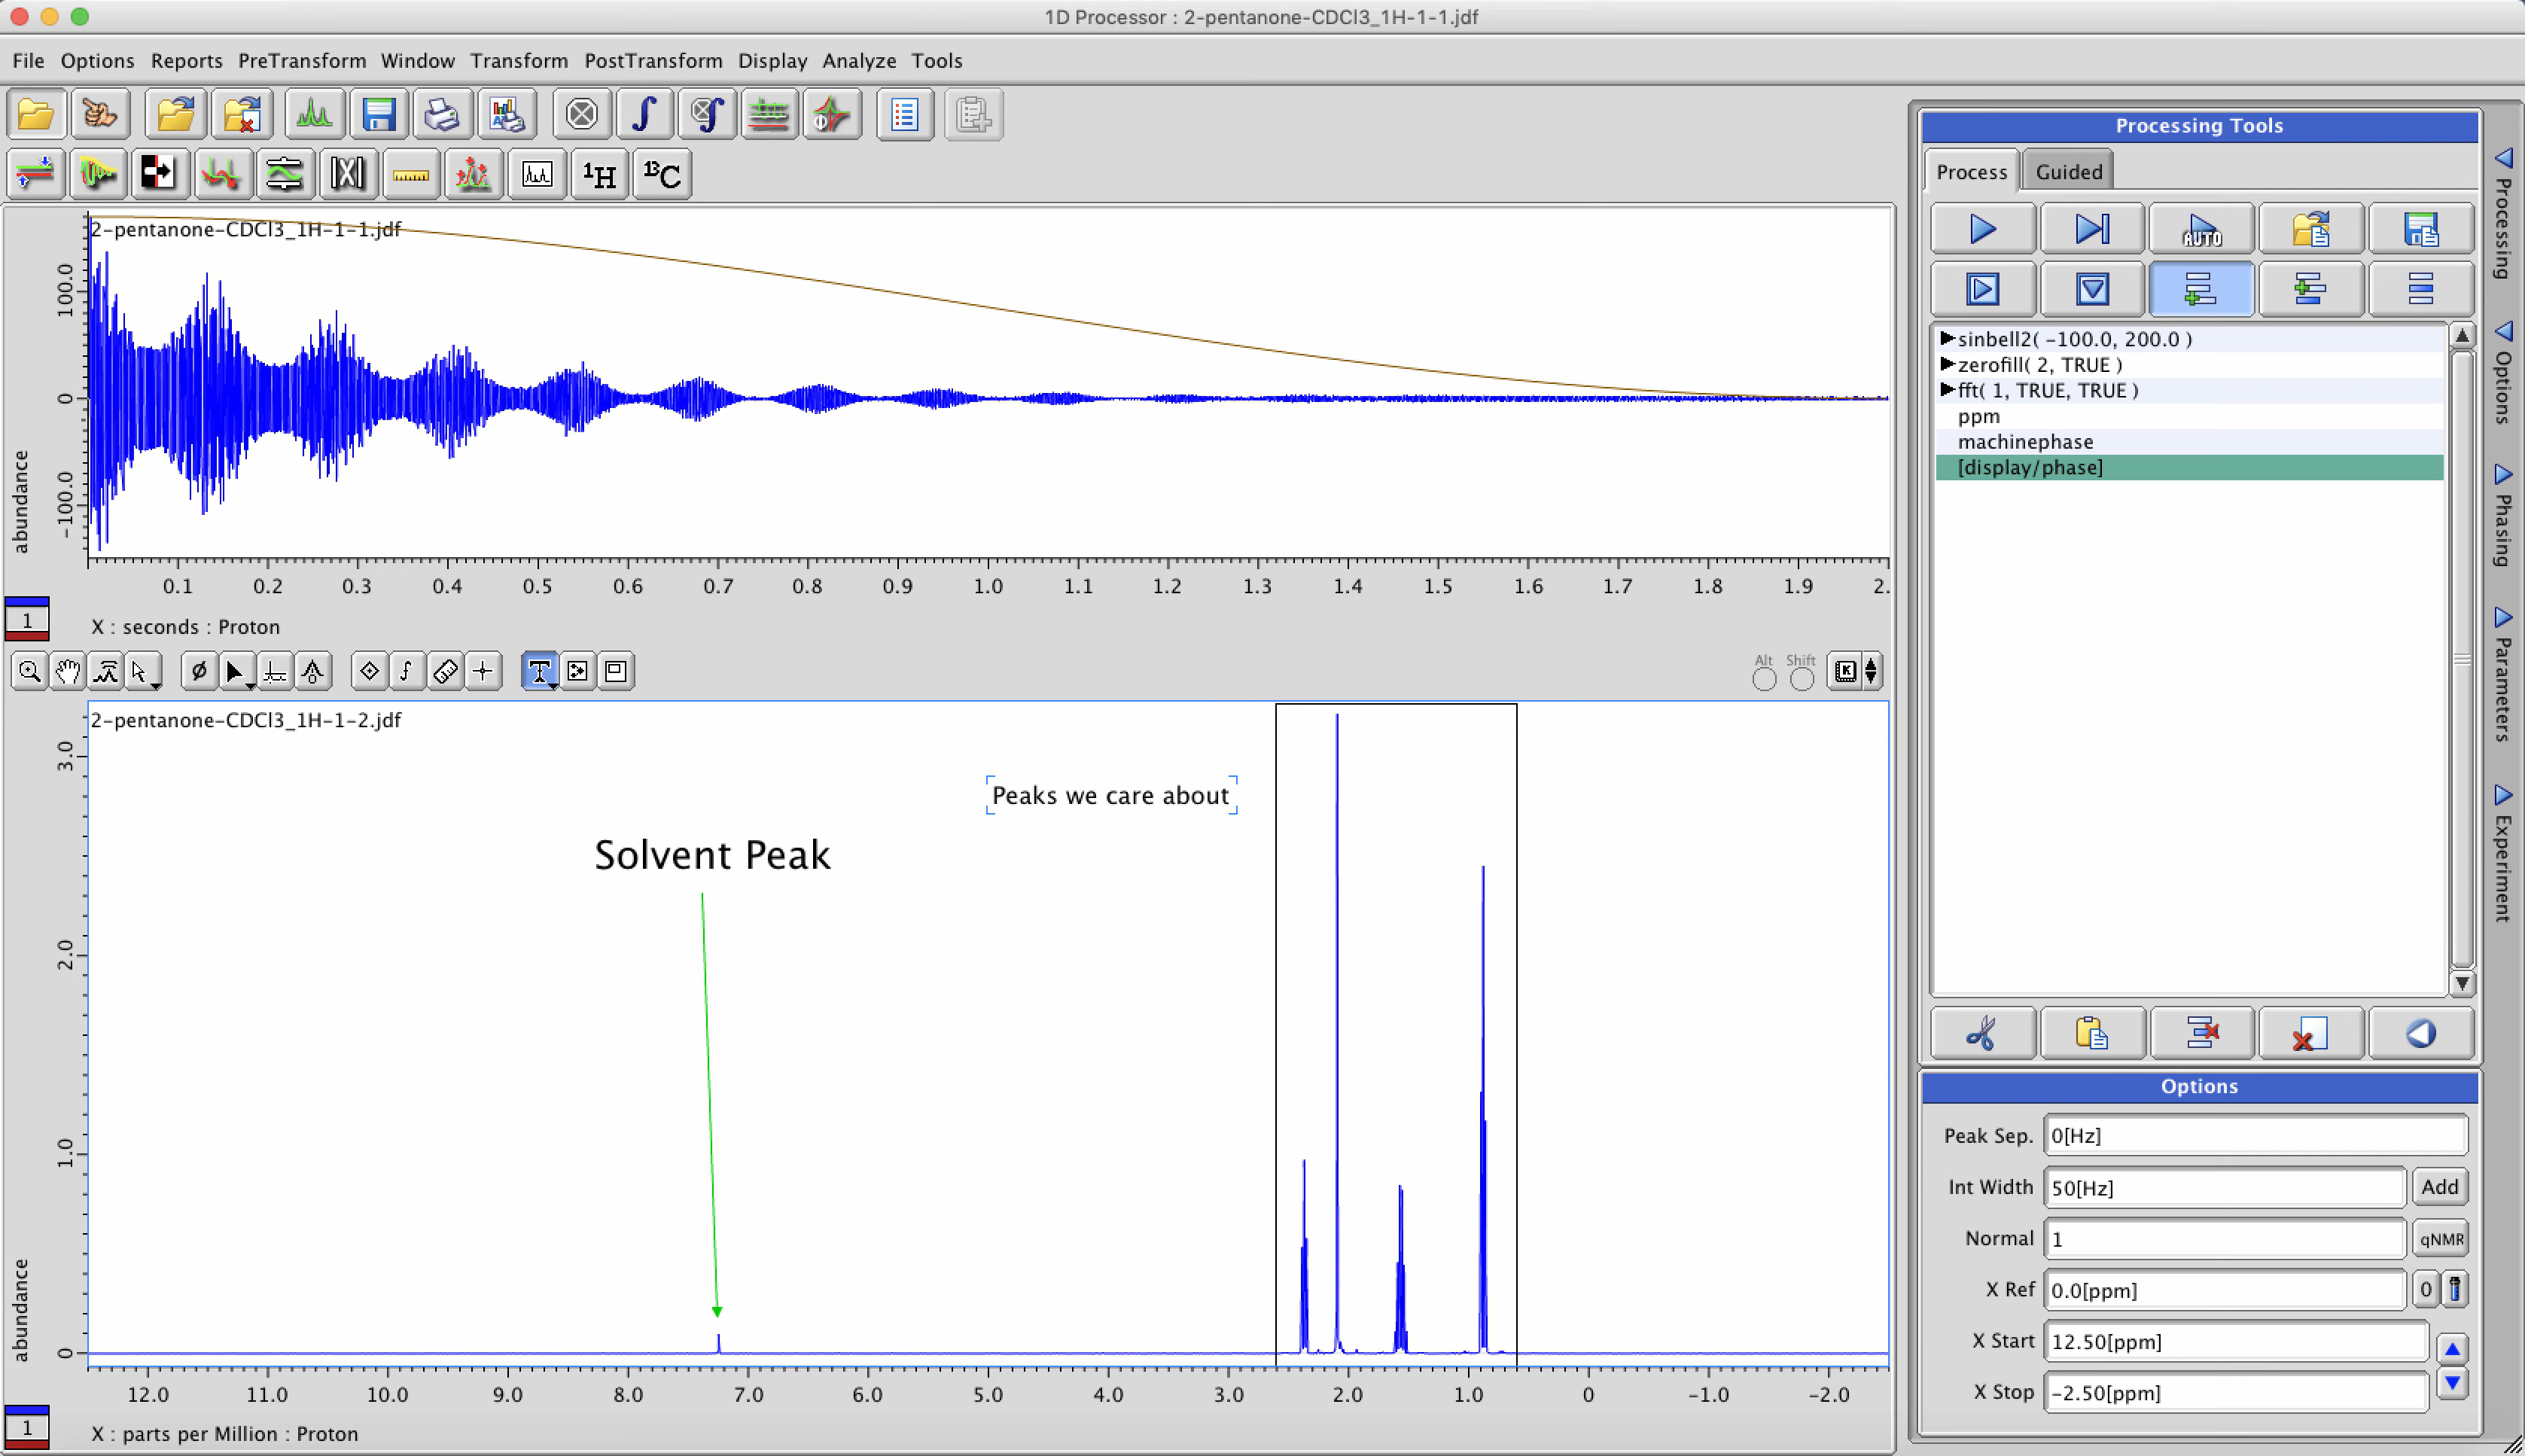 1D Processor : 2-pentanone-CDCl3_1H-1-1.jdf
File Options Reports PreTransform Window Transform PostTransform Display Analyze Tools
1H 13C
2-pentanone-CDCl3_1H-1-1.jdf
abundance
100.0
0
-100.0
0.1 0.2 0.3 0.4 0.5 0.6 0.7 0.8 0.9 1.0 1.1 1.2 1.3 1.4 1.5 1.6 1.7 1.8 1.9 2.
1
X : seconds : Proton
Alt Shift
K
2-pentanone-CDCl3_1H-1-2.jdf
Peaks we care about
Solvent Peak
abundance
3.0
2.0
1.0
0
12.0 11.0 10.0 9.0 8.0 7.0 6.0 5.0 4.0 3.0 2.0 1.0 0 -1.0 -2.0
1
X : parts per Million : Proton
Processing Tools
Process Guided
AUTO
sinbell2( -100.0, 200.0 )
zerofill( 2, TRUE )
fft( 1, TRUE, TRUE )
ppm
machinephase
[display/phase]
Options
Peak Sep. 0[Hz]
Int Width 50[Hz] Add
Normal 1 qNMR
X Ref 0.0[ppm] 0
X Start 12.50[ppm]
X Stop -2.50[ppm]
Processing
Options
Phasing
Parameters
Experiment